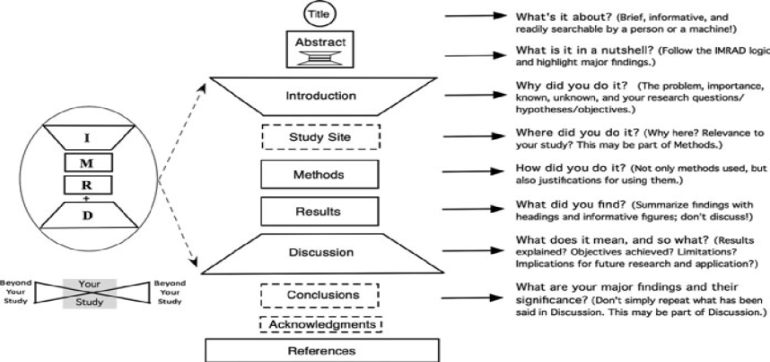 Title
What's it about? (Brief, informative, and
readily searchable by a person or a machine!)
Abstract
What is it in a nutshell? (Follow the IMRAD logic
and highlight major findings.)
Introduction
Why did you do it? (The problem, importance,
known, unknown, and your research questions/
hypotheses/objectives.)
Study Site
Where did you do it? (Why here? Relevance to
your study? This may be part of Methods.)
Methods
How did you do it? (Not only methods used, but
also justifications for using them.)
Results
What did you find? (Summarize findings with
headings and informative figures; don't discuss!)
Discussion
What does it mean, and so what? (Results
explained? Objectives achieved? Limitations?
Implications for future research and application?)
Conclusions
What are your major findings and their
significance? (Don't simply repeat what has been
said in Discussion. This may be part of Discussion.)
Acknowledgments
References
I
M
R
+
D
Beyond
Your
Study
Your
Study
Beyond
Your
Study